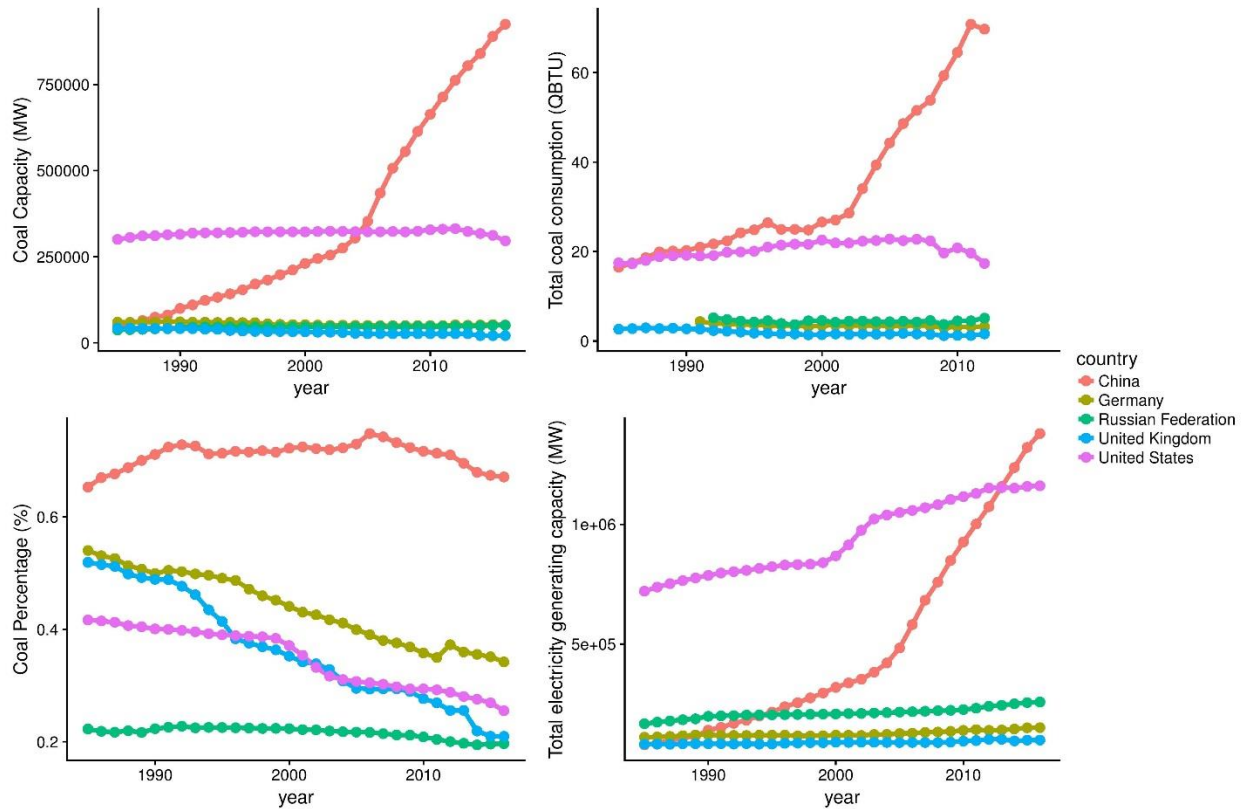 Coal Capacity (MW)
750000
500000
250000
0
1990
2000
2010
year
Total coal consumption (QBTU)
60
40
20
0
1990
2000
2010
year
country
China
Germany
Russian Federation
United Kingdom
United States
Coal Percentage (%)
0.6
0.4
0.2
1990
2000
2010
year
Total electricity generating capacity (MW)
1e+06
5e+05
1990
2000
2010
year